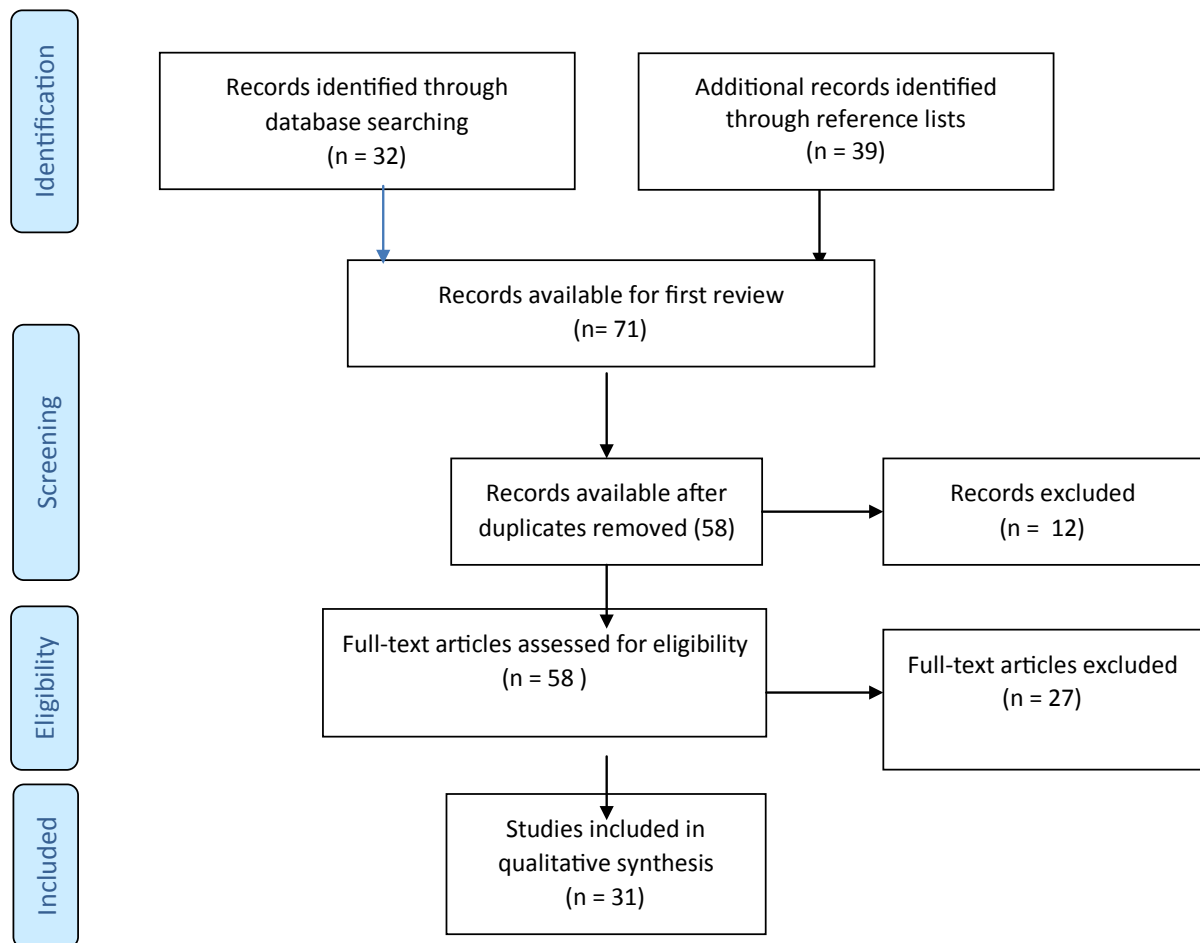 Identification
Records identified through
database searching
(n = 32)
Additional records identified
through reference lists
(n = 39)
Records available for first review
(n= 71)
Screening
Records available after
duplicates removed (58)
Records excluded
(n = 12)
Eligibility
Full-text articles assessed for eligibility
(n = 58 )
Full-text articles excluded
(n = 27)
Included
Studies included in
qualitative synthesis
(n = 31)